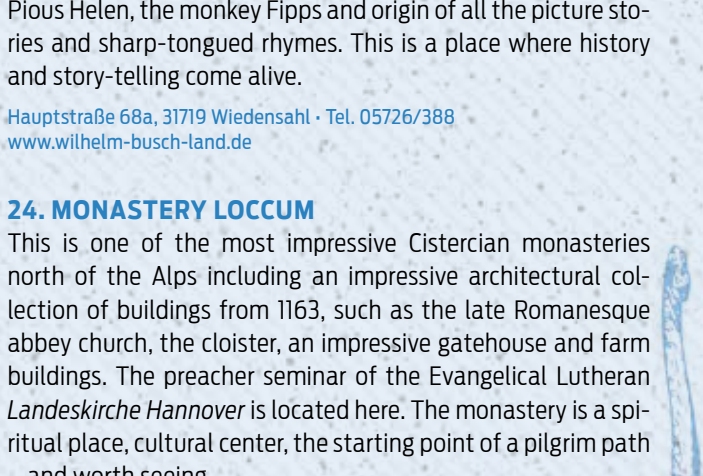 Pious Helen, the monkey Fipps and origin of all the picture sto-
ries and sharp-tongued rhymes. This is a place where history
and story-telling come alive.
Hauptstraße 68a, 31719 Wiedensahl · Tel. 05726/388
www.wilhelm-busch-land.de
24. MONASTERY LOCCUM
This is one of the most impressive Cistercian monasteries
north of the Alps including an impressive architectural col-
lection of buildings from 1163, such as the late Romanesque
abbey church, the cloister, an impressive gatehouse and farm
buildings. The preacher seminar of the Evangelical Lutheran
Landeskirche Hannover is located here. The monastery is a spi-
ritual place, cultural center, the starting point of a pilgrim path
and worth seeing